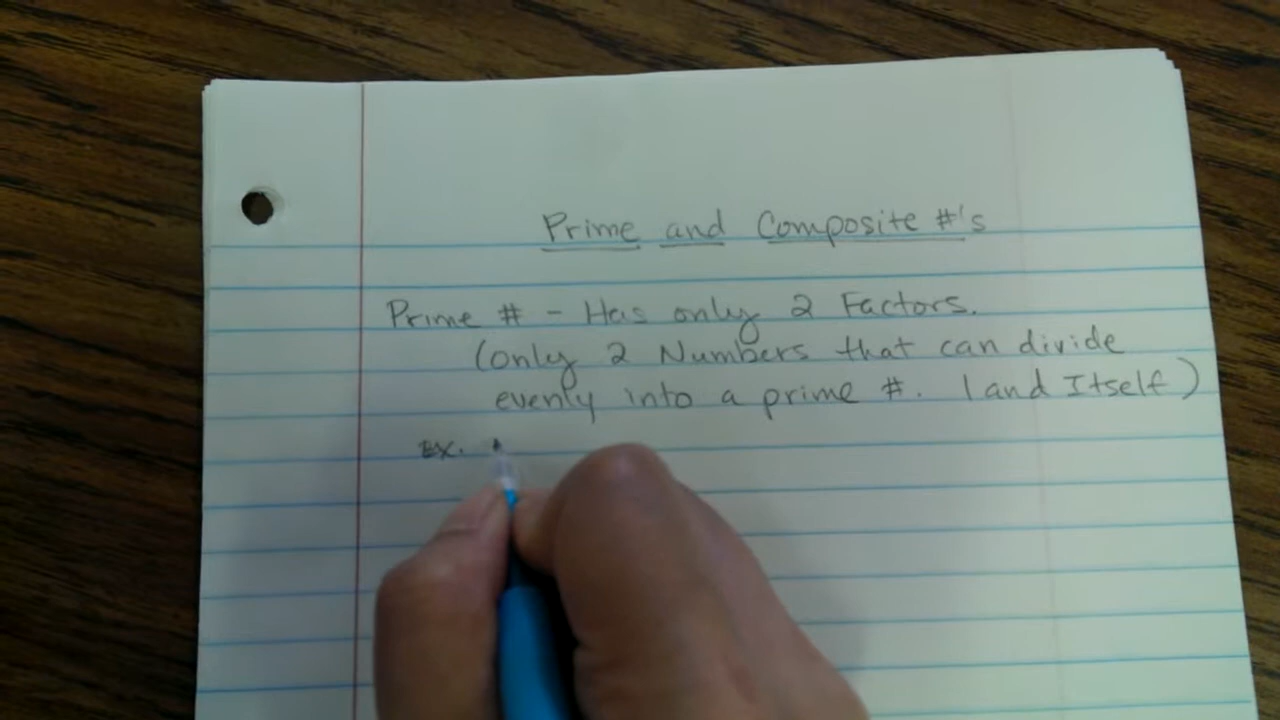 Prime and Composite #'s
Prime # - Has only 2 Factors.
(only 2 Numbers that can divide
evenly into a prime #. 1 and Itself)
EX.